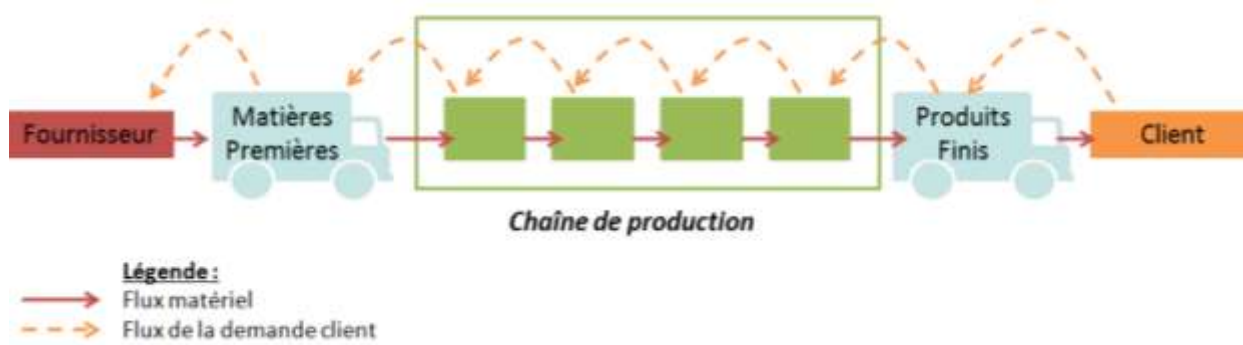 Fournisseur
Matières
Premières
Produits
Finis
Client
Chaîne de production
Légende :
Flux matériel
Flux de la demande client